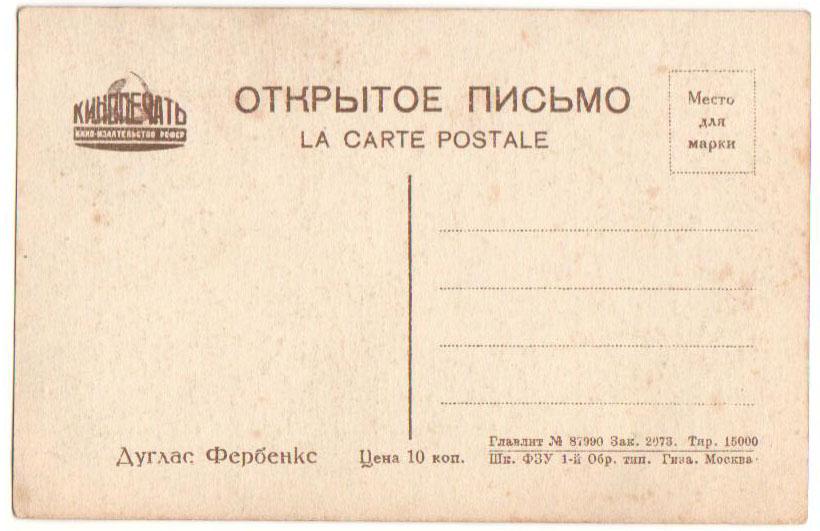 КИНОПЕЧАТЬ
КИНО-ИЗДАТЕЛЬСТВО РСФСР
ОТКРЫТОЕ ПИСЬМО
LA CARTE POSTALE
Место
для
марки
Дуглас Фербенкс
Цена 10 коп.
Главлит № 87990 Зак. 2073. Тир. 15000
Шк. ФЗУ 1-й Обр. тип. Гиза. Москва